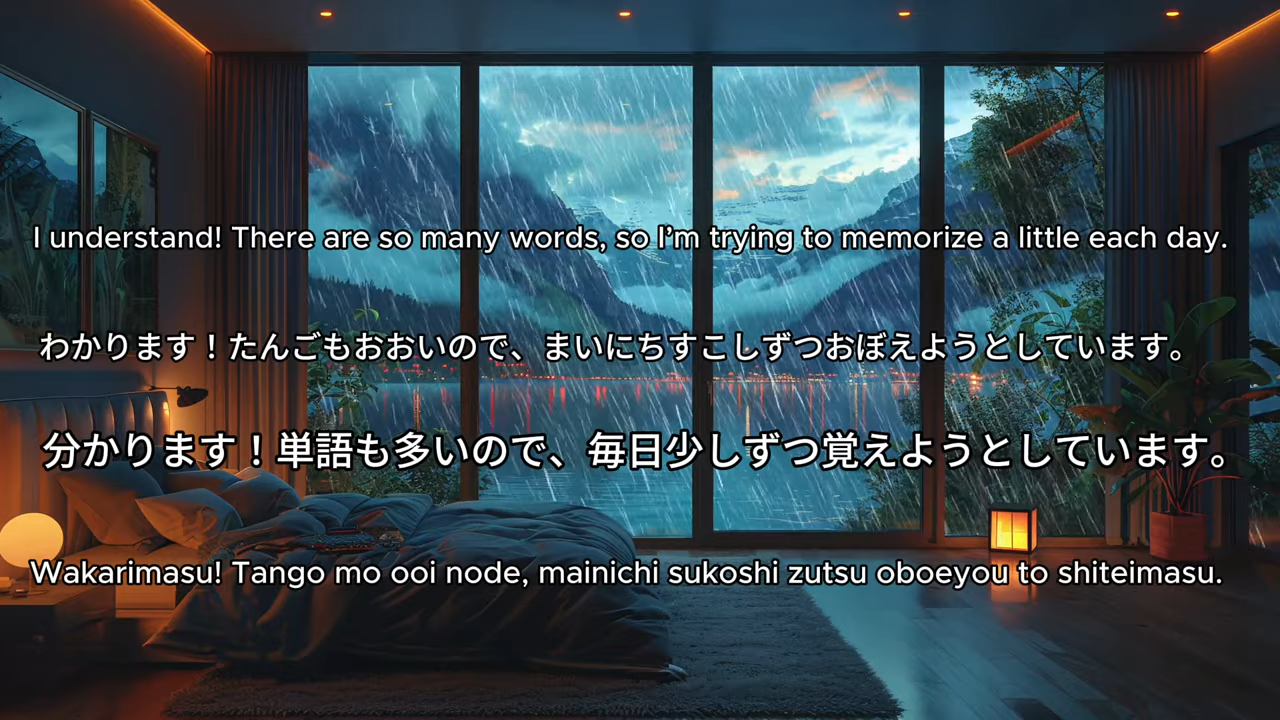 I understand! There are so many words, so I’m trying to memorize a little each day.
わかります！たんごもおおいので、まいにちすこしずつおぼえようとしています。
分かります！単語も多いので、毎日少しずつ覚えようとしています。
Wakarimasu! Tango mo ooi node, mainichi sukoshi zutsu oboeyou to shiteimasu.